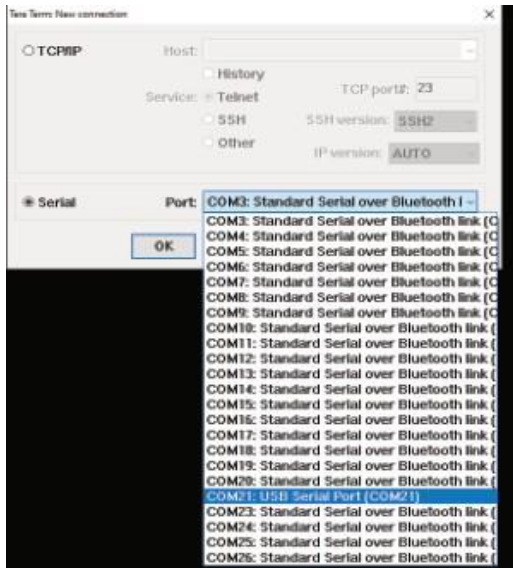 Tera Term: New connection
TCP/IP Host:
History
Service: Telnet TCP port#: 23
SSH SSH version: SSH2
Other IP version: AUTO
Serial Port: COM3: Standard Serial over Bluetooth l
OK
COM3: Standard Serial over Bluetooth link (C
COM4: Standard Serial over Bluetooth link (C
COM5: Standard Serial over Bluetooth link (C
COM6: Standard Serial over Bluetooth link (C
COM7: Standard Serial over Bluetooth link (C
COM8: Standard Serial over Bluetooth link (C
COM9: Standard Serial over Bluetooth link (C
COM10: Standard Serial over Bluetooth link (
COM11: Standard Serial over Bluetooth link (
COM12: Standard Serial over Bluetooth link (
COM13: Standard Serial over Bluetooth link (
COM14: Standard Serial over Bluetooth link (
COM15: Standard Serial over Bluetooth link (
COM16: Standard Serial over Bluetooth link (
COM17: Standard Serial over Bluetooth link (
COM18: Standard Serial over Bluetooth link (
COM19: Standard Serial over Bluetooth link (
COM20: Standard Serial over Bluetooth link (
COM21: USB Serial Port (COM21)
COM23: Standard Serial over Bluetooth link (
COM24: Standard Serial over Bluetooth link (
COM25: Standard Serial over Bluetooth link (
COM26: Standard Serial over Bluetooth link (